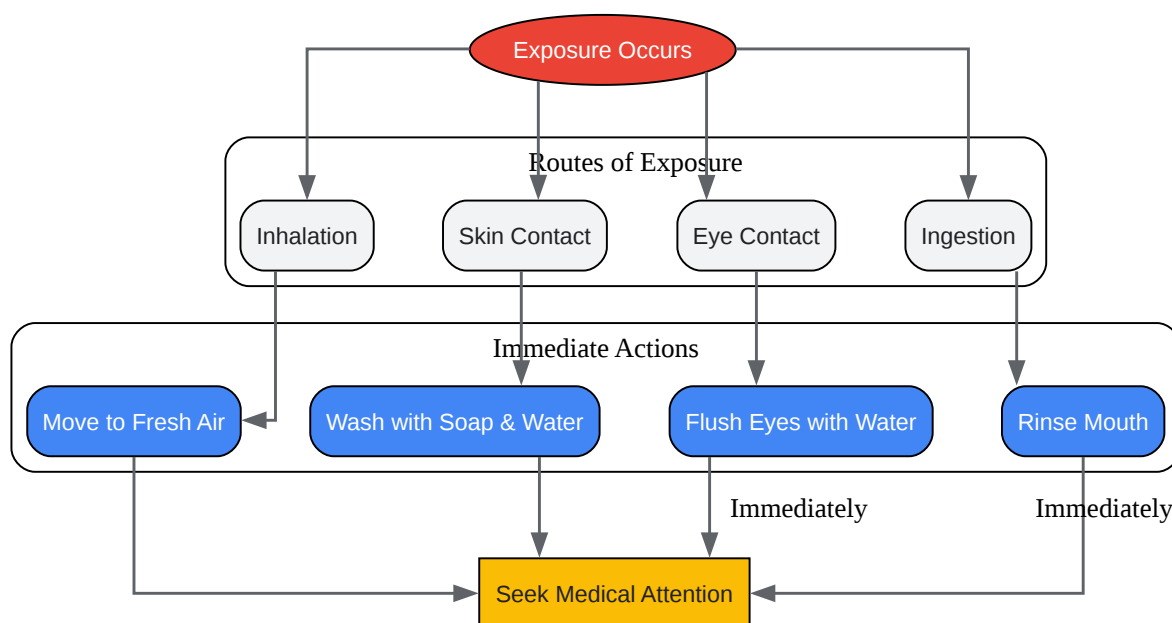 Exposure Occurs
Routes of Exposure
Inhalation
Skin Contact
Eye Contact
Ingestion
Immediate Actions
Move to Fresh Air
Wash with Soap & Water
Flush Eyes with Water
Rinse Mouth
Immediately
Immediately
Seek Medical Attention